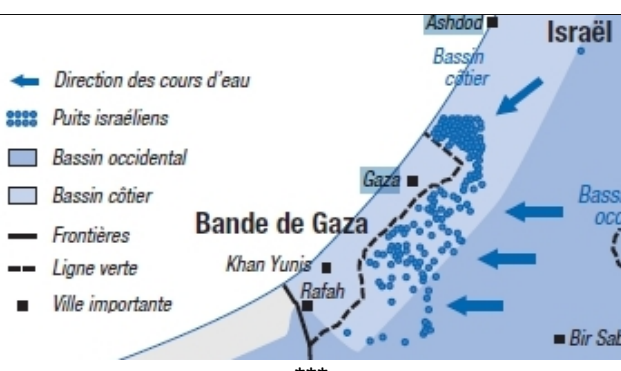 Ashdod
Israël
Bassin
côtier
Direction des cours d'eau
Puits israéliens
Bassin occidental
Gaza
Bassin côtier
Bande de Gaza
Frontières
Ligne verte
Khan Yunis
Rafah
Ville importante
Bir
***